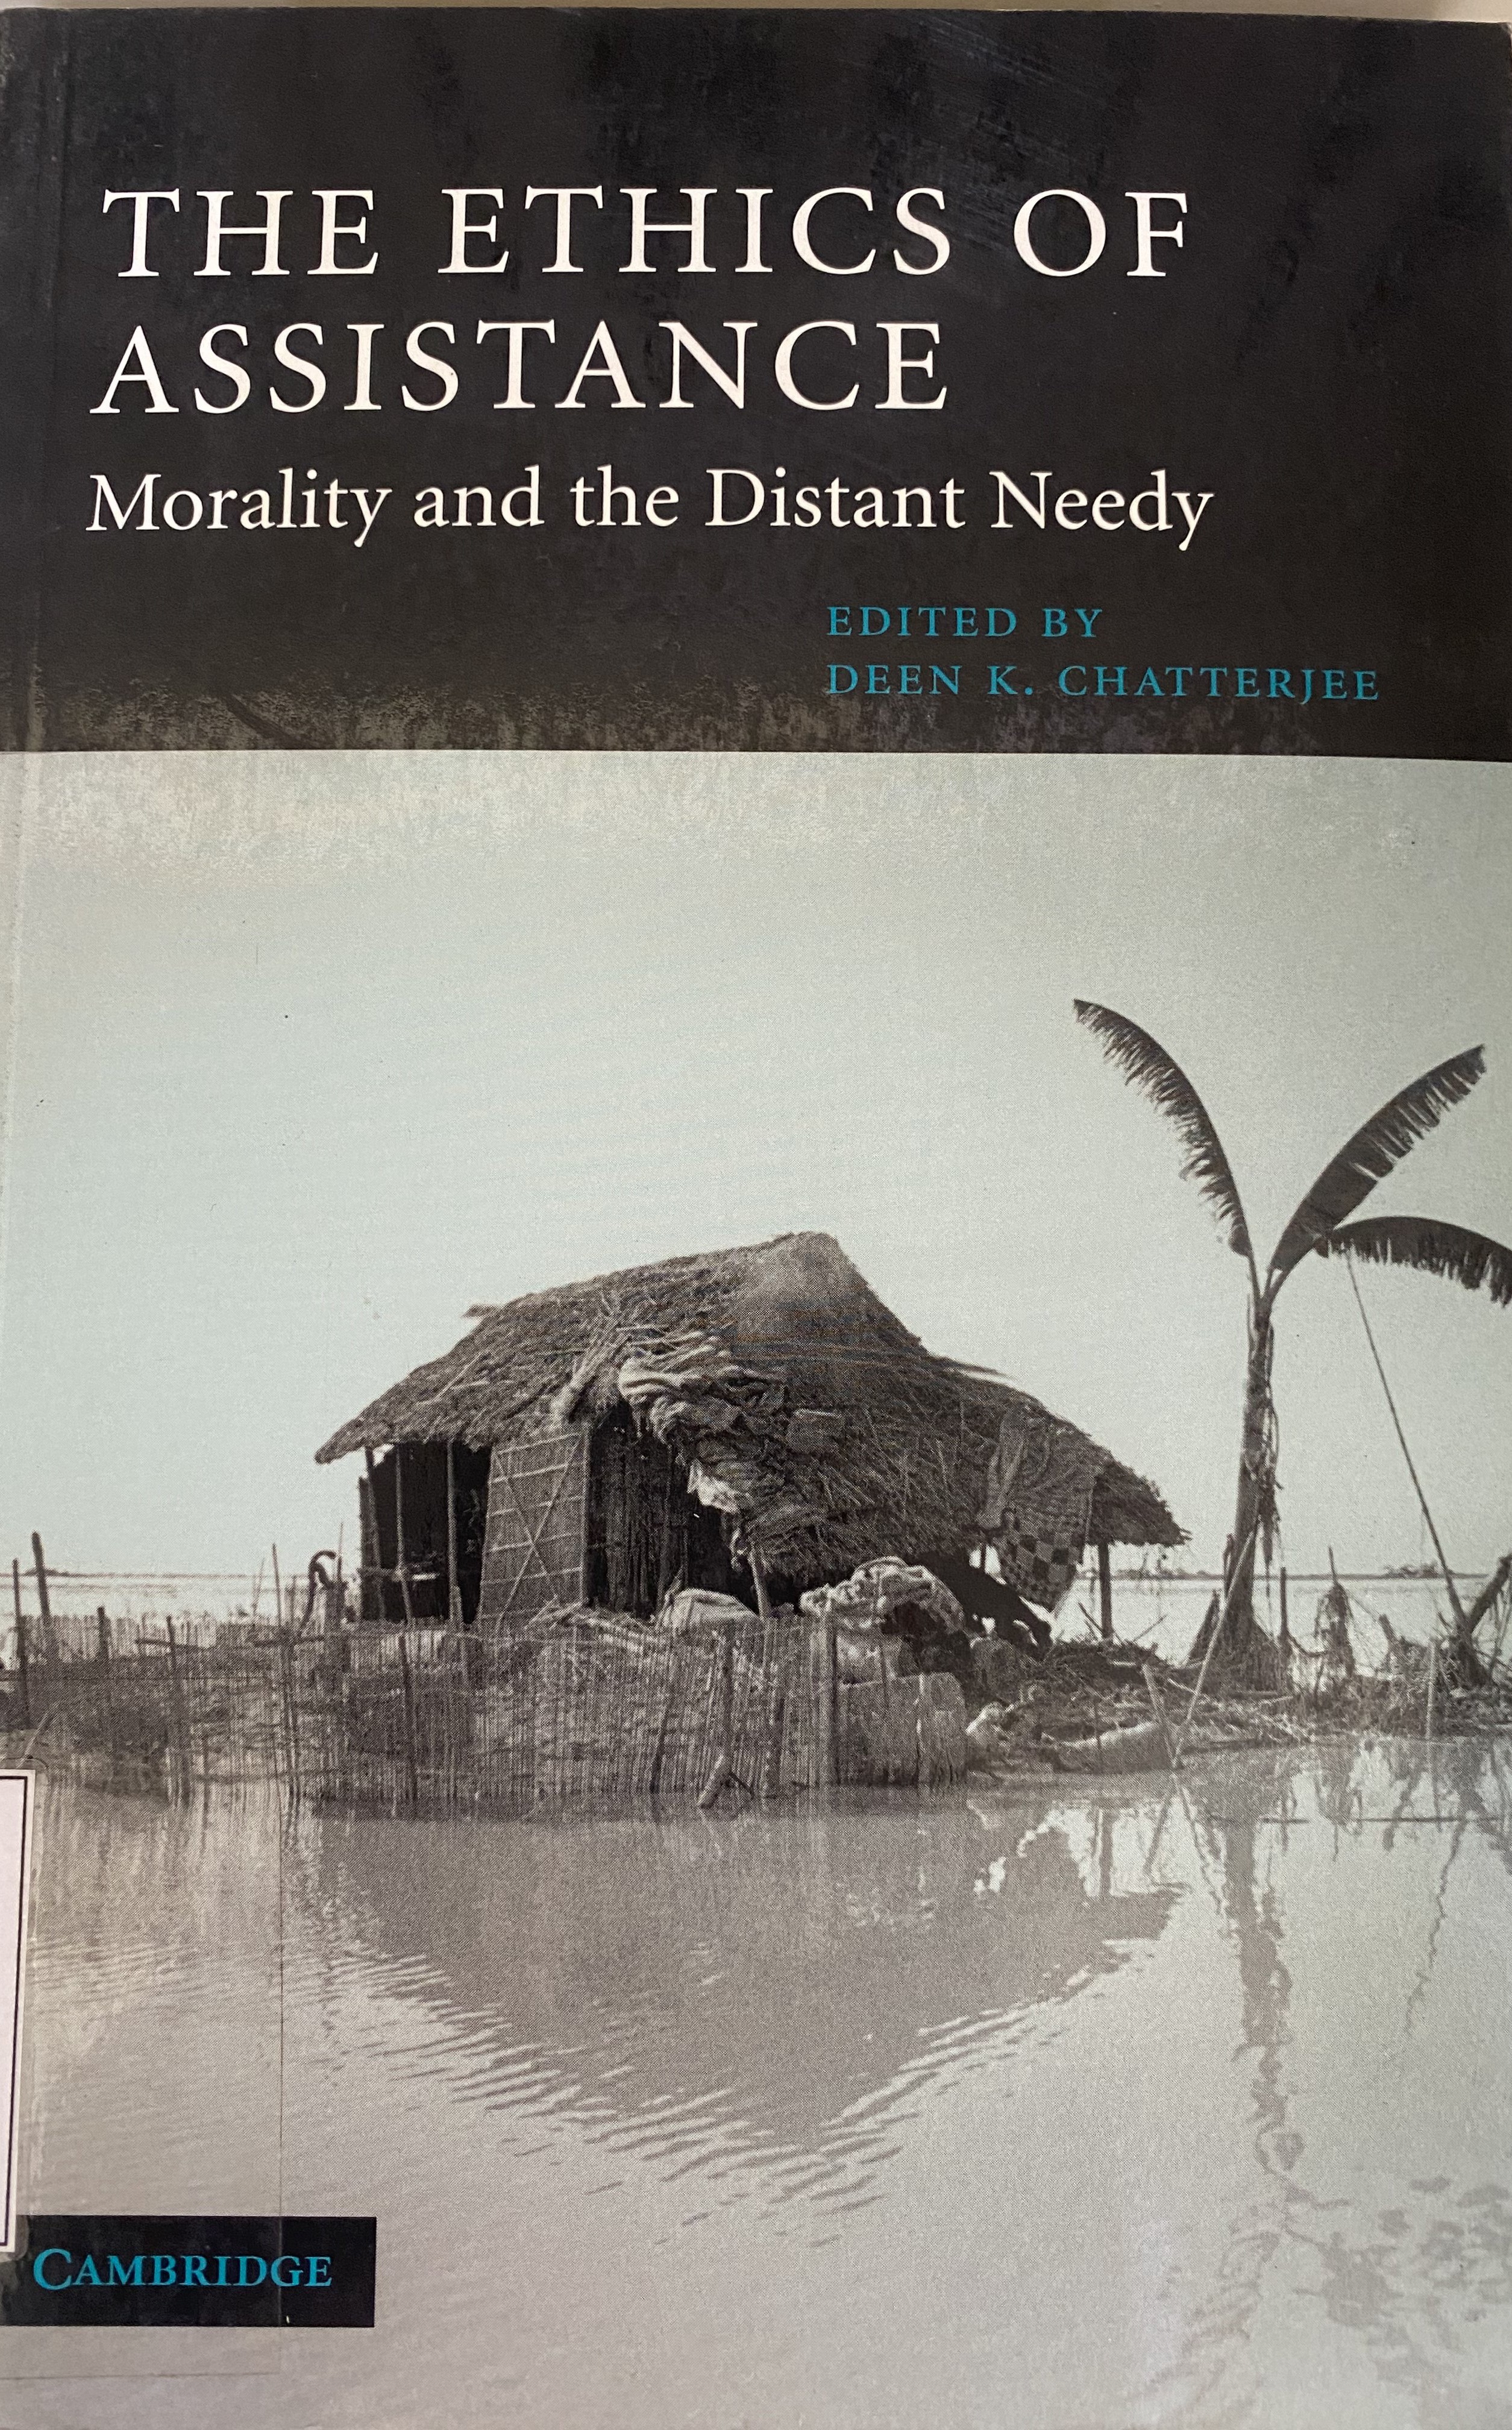 THE ETHICS OF
ASSISTANCE
Morality and the Distant Needy
EDITED BY
DEEN K. CHATTERJEE
CAMBRIDGE